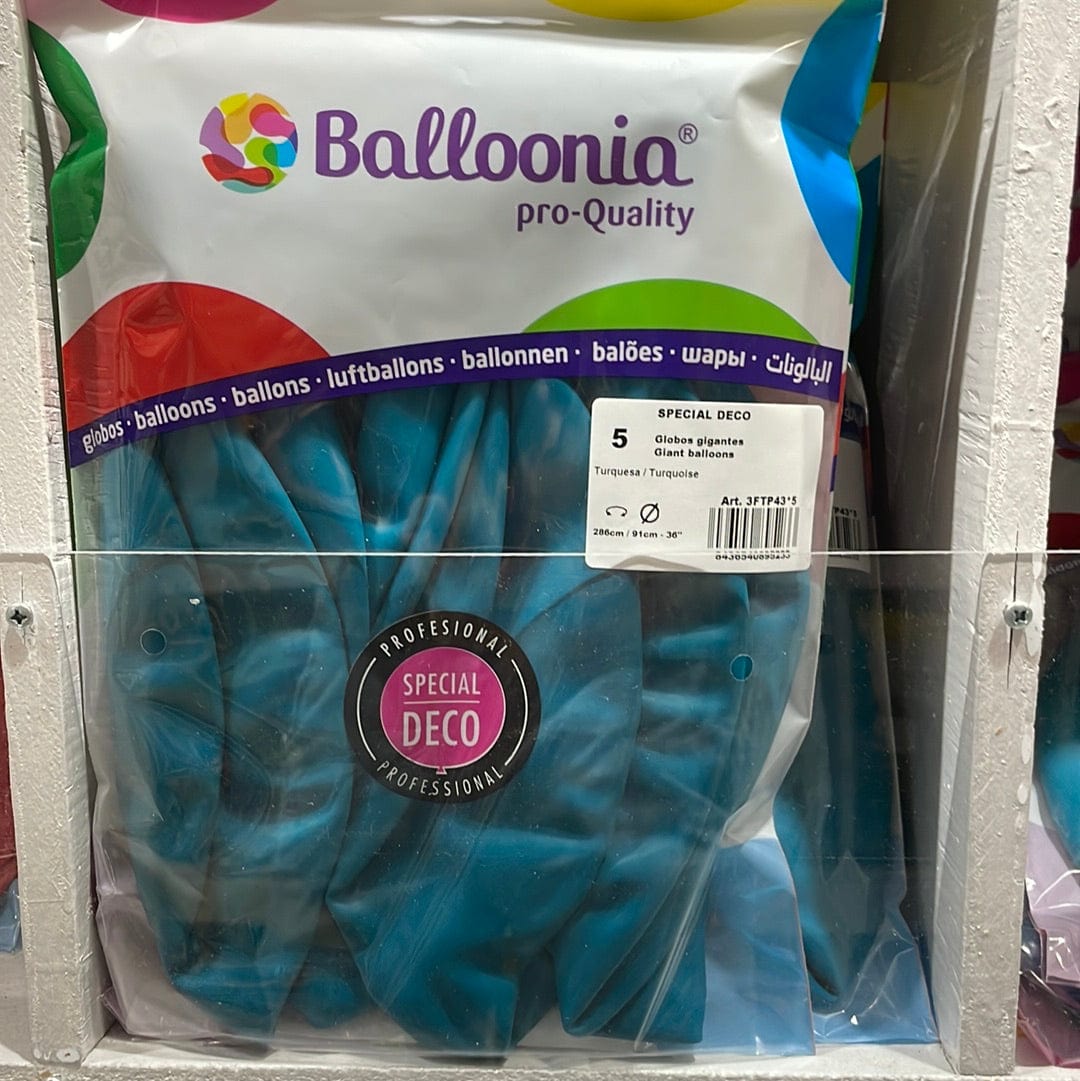 Balloonia®
pro-Quality
globos · balloons · ballons · luftballons · ballonnen · balões · шары · البالونات
SPECIAL DECO
5
Globos gigantes
Giant balloons
Turquesa / Turquoise
Art. 3FTP43*5
286cm / 91cm - 36"
PROFESIONAL
SPECIAL
DECO
PROFESSIONAL